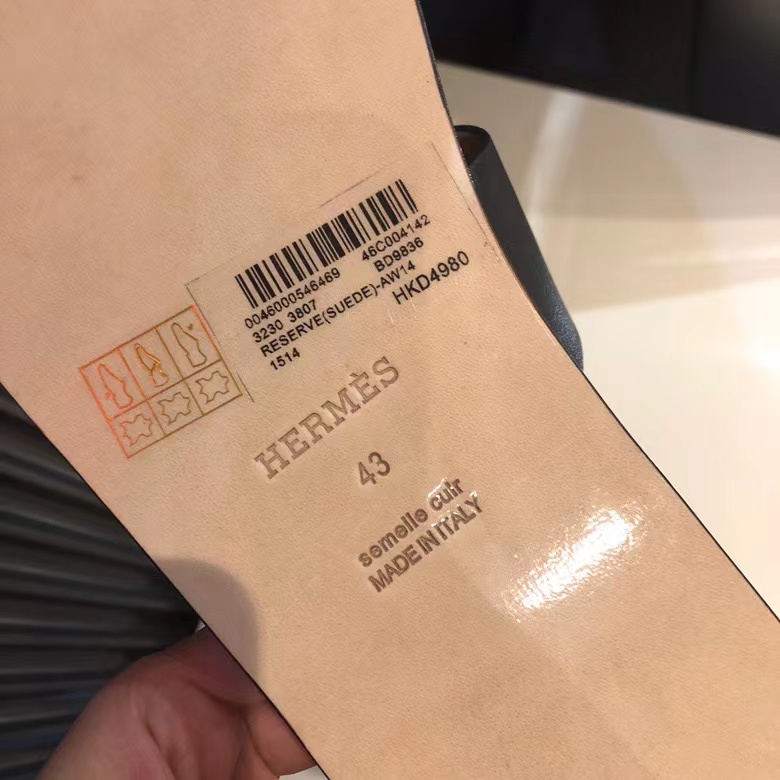 0046000546469 46C004142
3230 3807 BD9836
RESERVE(SUEDE)-AW14
1514 HKD4980
HERMÈS
43
semelle cuir
MADE IN ITALY